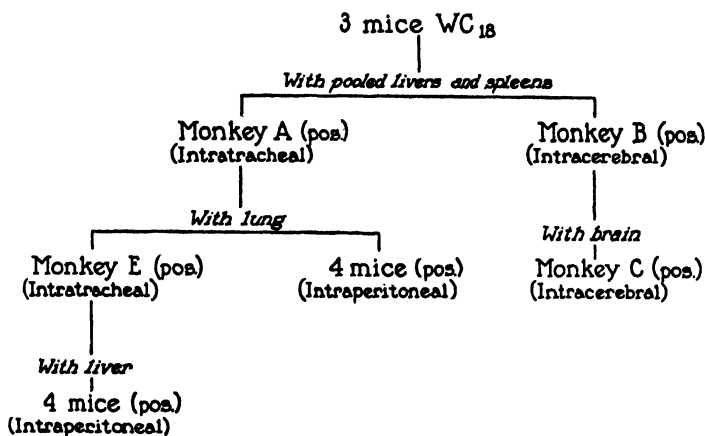 3 mice WC18
With pooled livers and spleens
Monkey A (pos.)
(Intratracheal)
Monkey B (pos.)
(Intracerebral)
With lung
With brain
Monkey E (pos.)
(Intratracheal)
4 mice (pos.)
(Intraperitoneal)
Monkey C (pos.)
(Intracerebral)
With liver
4 mice (pos.)
(Intraperitoneal)